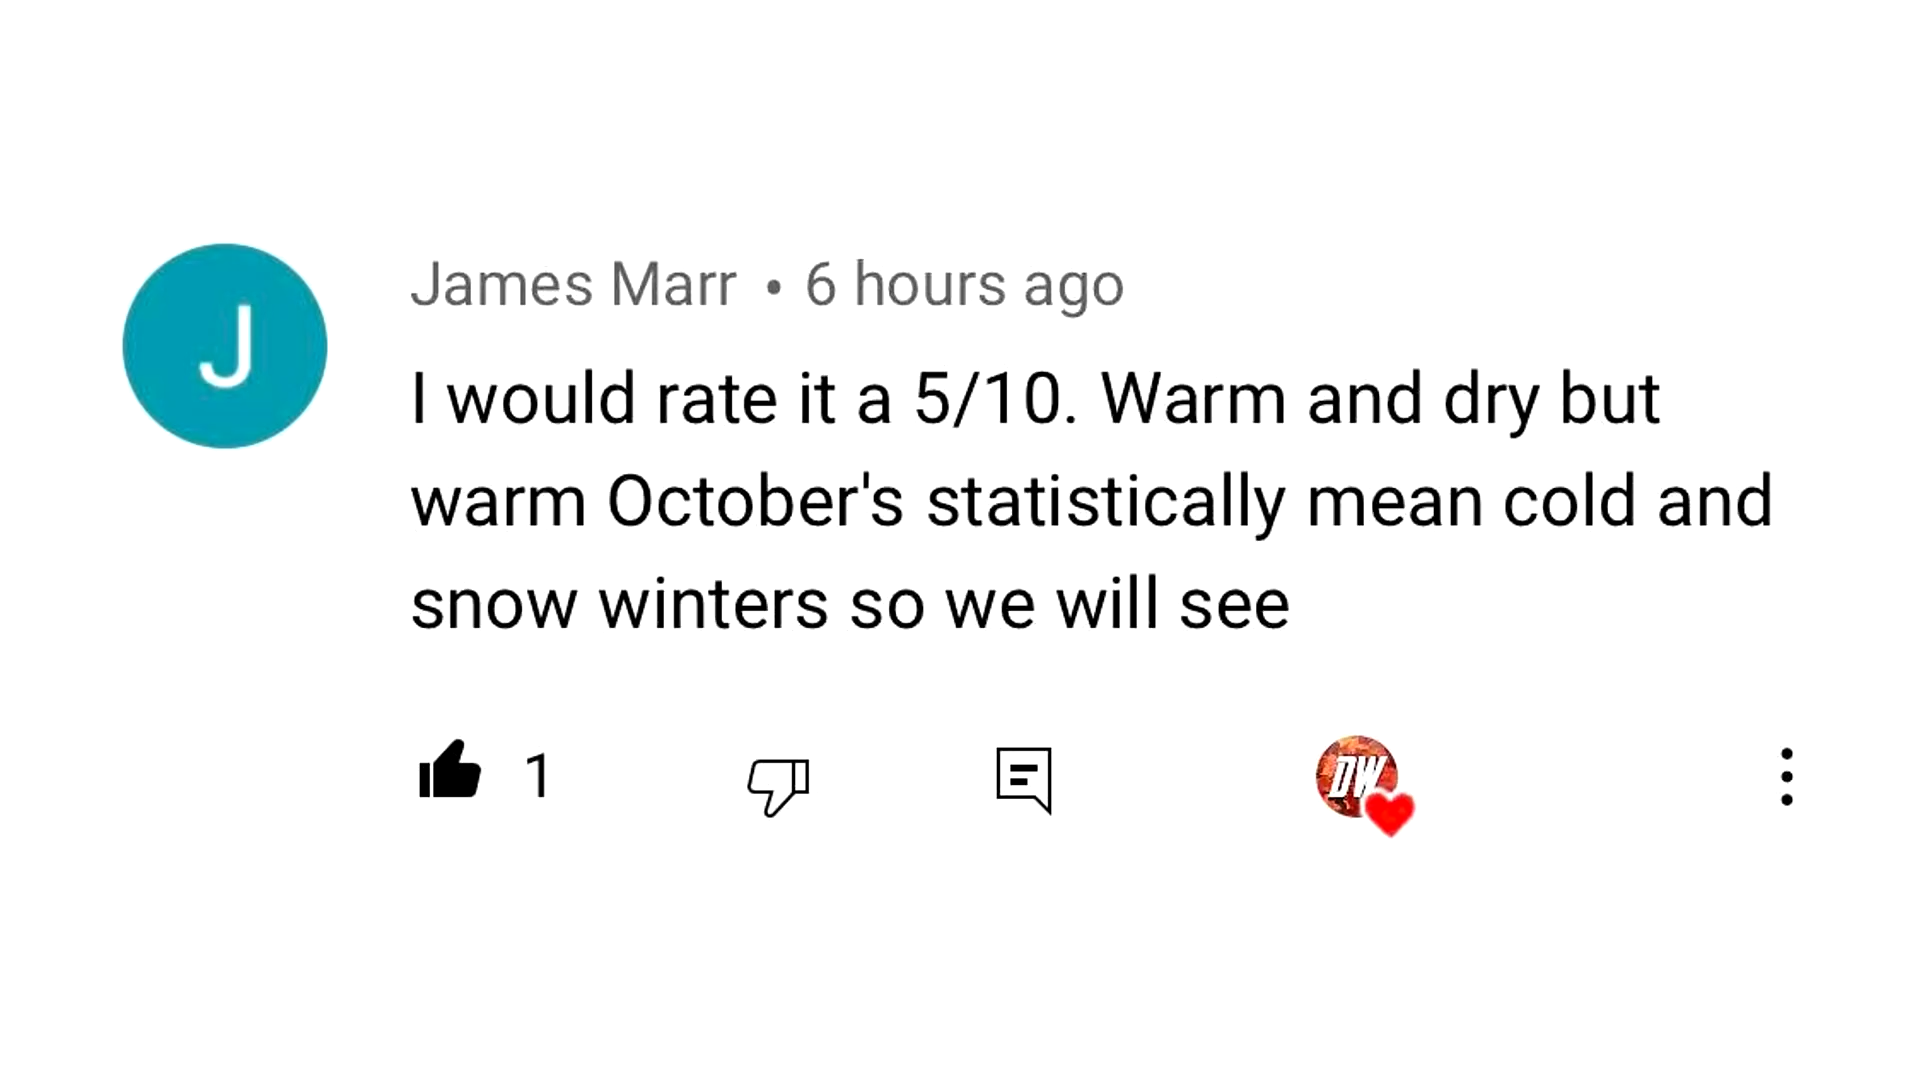 J
James Marr • 6 hours ago
I would rate it a 5/10. Warm and dry but
warm October's statistically mean cold and
snow winters so we will see
1
DW